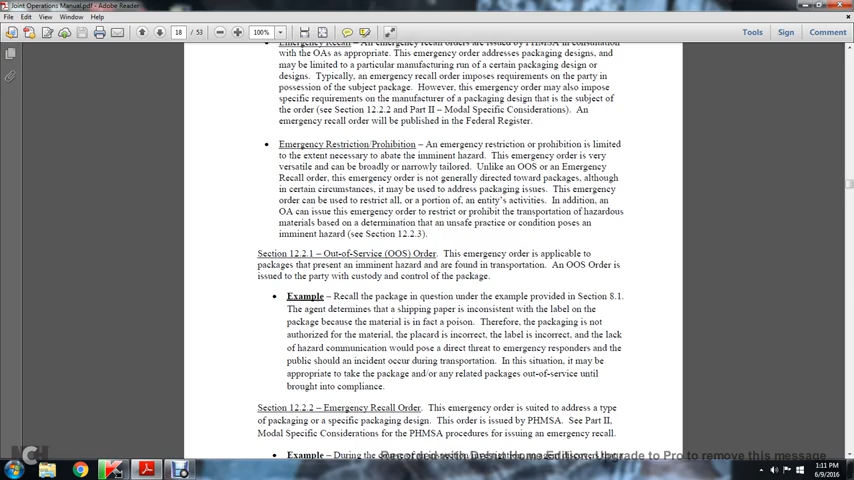 Joint Operations Manual.pdf - Adobe Reader
File Edit View Window Help
18 / 53 100% Tools Sign Comment
Emergency Recall – An emergency recall orders are issued by PHMSA in consultation
with the OAs as appropriate. This emergency order addresses packaging designs, and
may be limited to a particular manufacturing run of a certain packaging design or
designs. Typically, an emergency recall order imposes requirements on the party in
possession of the subject package. However, this emergency order may also impose
specific requirements on the manufacturer of a packaging design that is the subject of
the order (see Section 12.2.2 and Part II – Modal Specific Considerations). An
emergency recall order will be published in the Federal Register.
• Emergency Restriction/Prohibition – An emergency restriction or prohibition is limited
to the extent necessary to abate the imminent hazard. This emergency order is very
versatile and can be broadly or narrowly tailored. Unlike an OOS or an Emergency
Recall order, this emergency order is not generally directed toward packages, although
in certain circumstances, it may be used to address packaging issues. This emergency
order can be used to restrict all, or a portion of, an entity's activities. In addition, an
OA can issue this emergency order to restrict or prohibit the transportation of hazardous
materials based on a determination that an unsafe practice or condition poses an
imminent hazard (see Section 12.2.3).
Section 12.2.1 – Out-of-Service (OOS) Order. This emergency order is applicable to
packages that present an imminent hazard and are found in transportation. An OOS Order is
issued to the party with custody and control of the package.
• Example – Recall the package in question under the example provided in Section 8.1.
The agent determines that a shipping paper is inconsistent with the label on the
package because the material is in fact a poison. Therefore, the packaging is not
authorized for the material, the placard is incorrect, the label is incorrect, and the lack
of hazard communication would pose a direct threat to emergency responders and the
public should an incident occur during transportation. In this situation, it may be
appropriate to take the package and/or any related packages out-of-service until
brought into compliance.
Section 12.2.2 – Emergency Recall Order. This emergency order is suited to address a type
of packaging or a specific packaging design. This order is issued by PHMSA. See Part II,
Modal Specific Considerations for the PHMSA procedures for issuing an emergency recall.
• Example – During the course of
Home Edition. Upgrade to Pro to remove this message
NCH
1:11 PM
6/9/2016